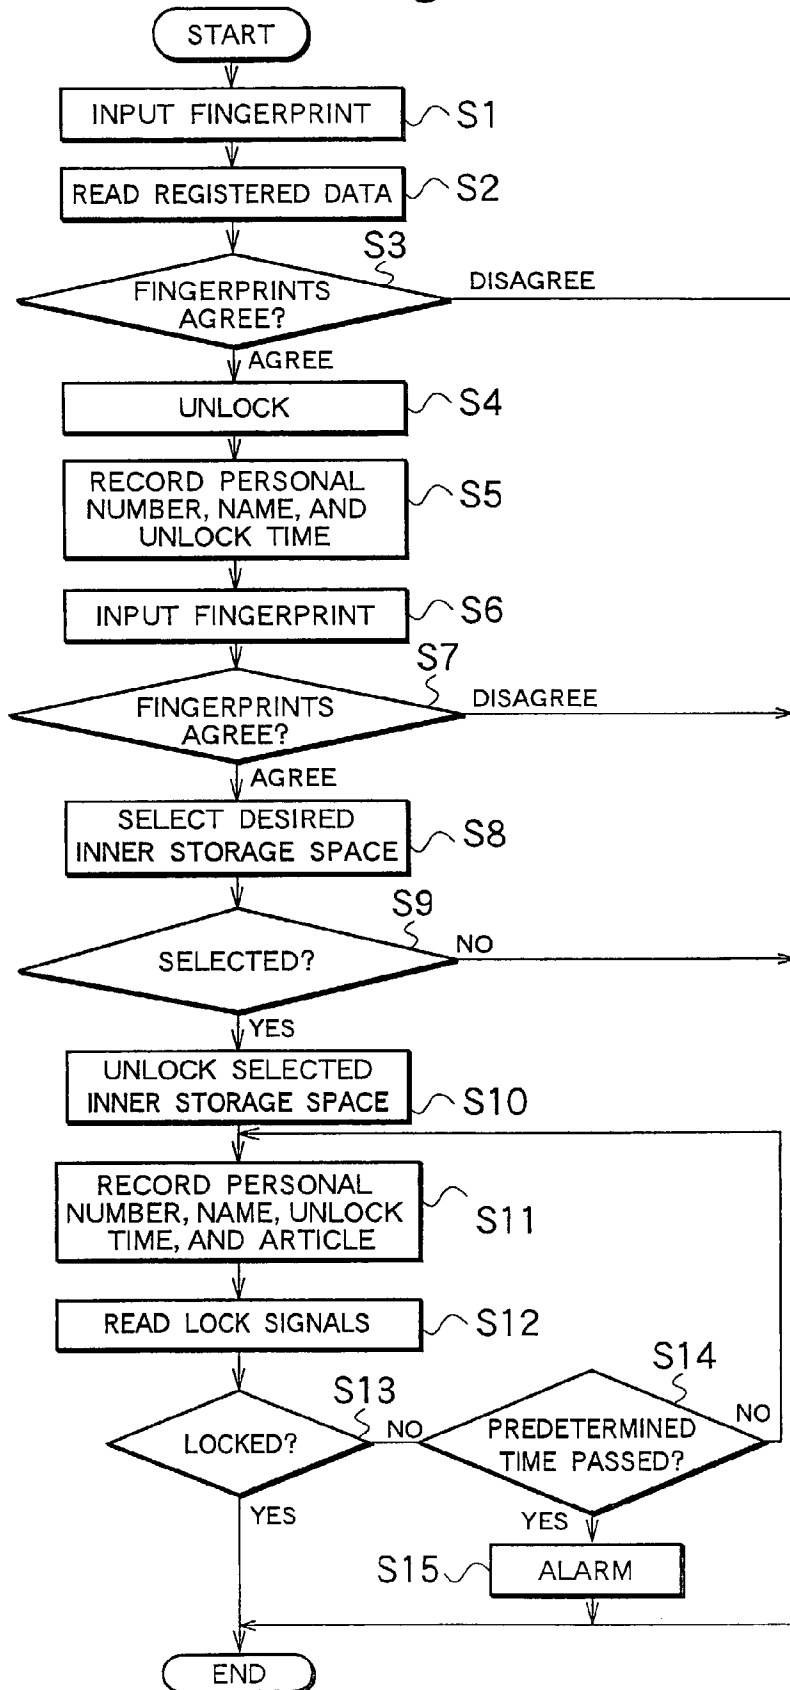 START
INPUT FINGERPRINT
S1
READ REGISTERED DATA
S2
S3
FINGERPRINTS
AGREE?
DISAGREE
AGREE
UNLOCK
S4
RECORD PERSONAL
NUMBER, NAME, AND
UNLOCK TIME
S5
INPUT FINGERPRINT
S6
S7
FINGERPRINTS
AGREE?
DISAGREE
AGREE
SELECT DESIRED
INNER STORAGE SPACE
S8
S9
SELECTED?
NO
YES
UNLOCK SELECTED
INNER STORAGE SPACE
S10
RECORD PERSONAL
NUMBER, NAME, UNLOCK
TIME, AND ARTICLE
S11
READ LOCK SIGNALS
S12
S13
LOCKED?
NO
S14
PREDETERMINED
TIME PASSED?
NO
YES
YES
S15
ALARM
END